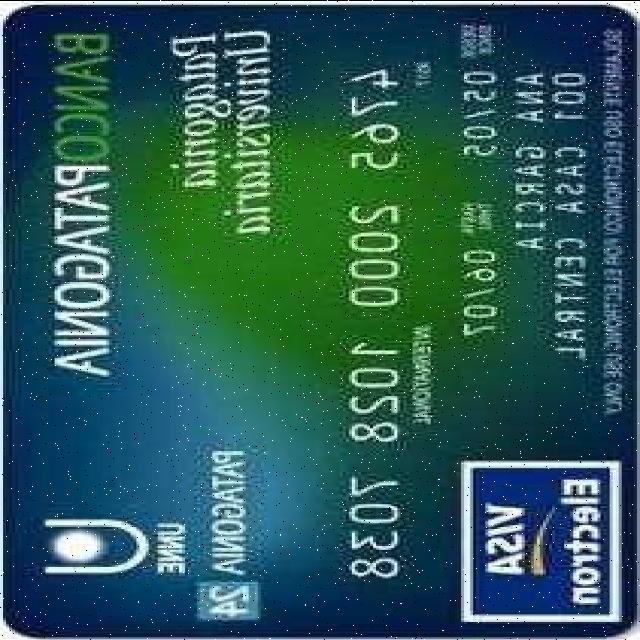 BANCOPATAGONIA
UNNE
Patagonia
Universitaria
PATAGONIA 24
4765 2000 1028 7038
05/05 06/07
ANA GARCIA
001 CASA CENTRAL
VISA
Electron